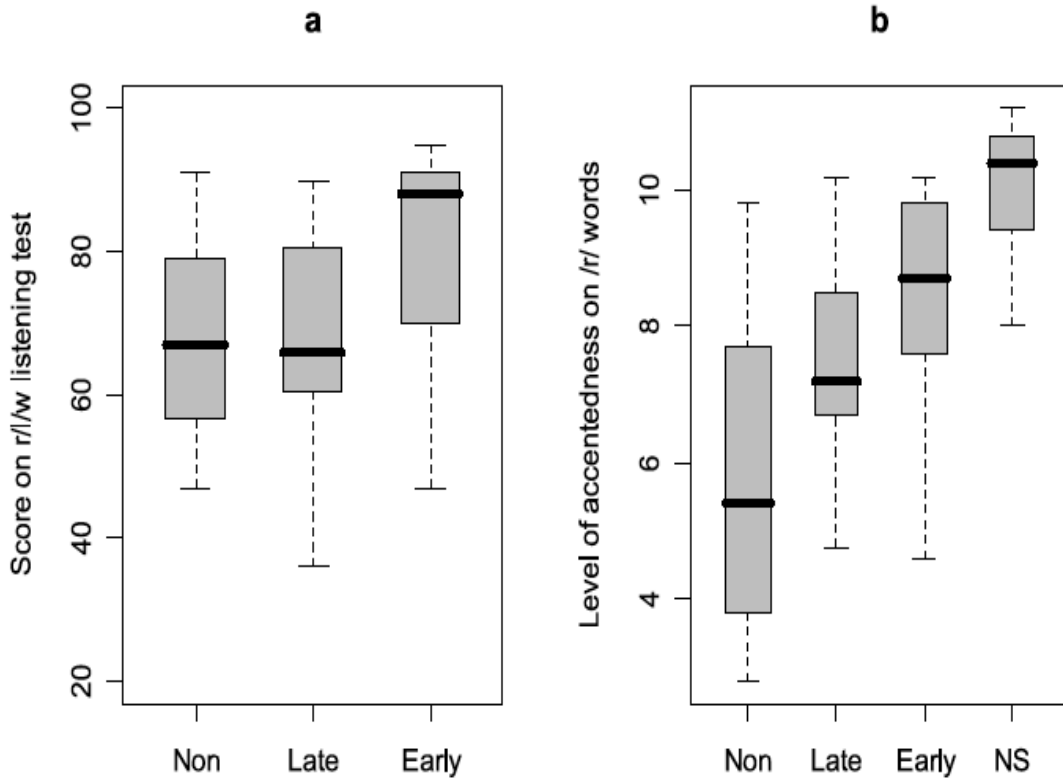 a
Score on r/l/w listening test
100
80
60
40
20
Non Late Early
b
Level of accentedness on /r/ words
10
8
6
4
Non Late Early NS